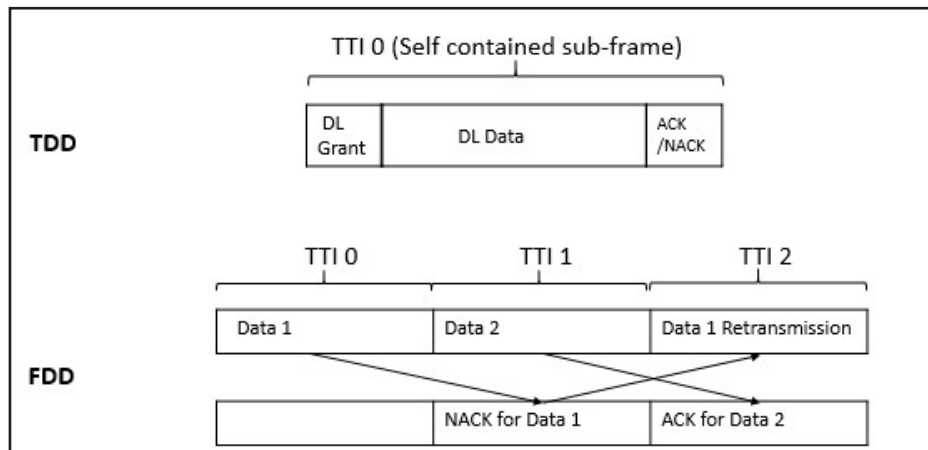 TTI 0 (Self contained sub-frame)
TDD
DL
Grant
DL Data
ACK
/NACK
TTI 0
TTI 1
TTI 2
Data 1
Data 2
Data 1 Retransmission
FDD
NACK for Data 1
ACK for Data 2